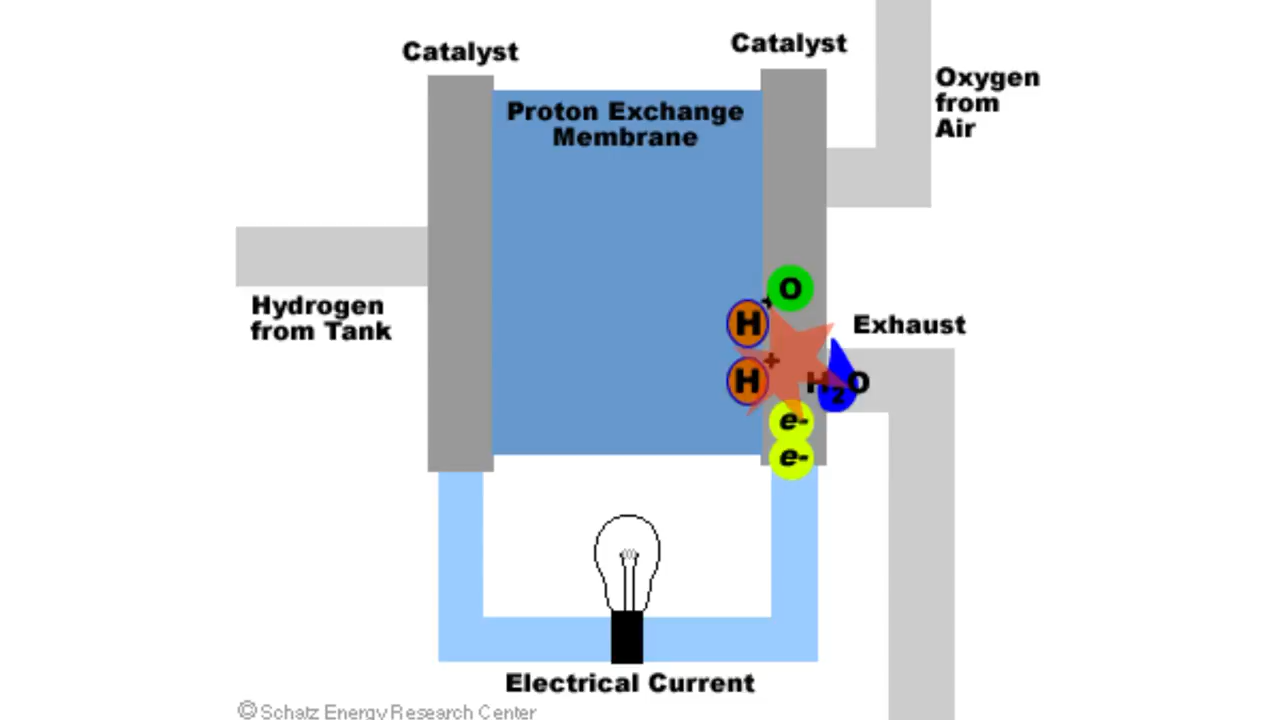 Catalyst
Catalyst
Oxygen
from
Air
Proton Exchange
Membrane
Hydrogen
from Tank
O
H+
H+
Exhaust
H2O
e-
e-
Electrical Current
© Schatz Energy Research Center